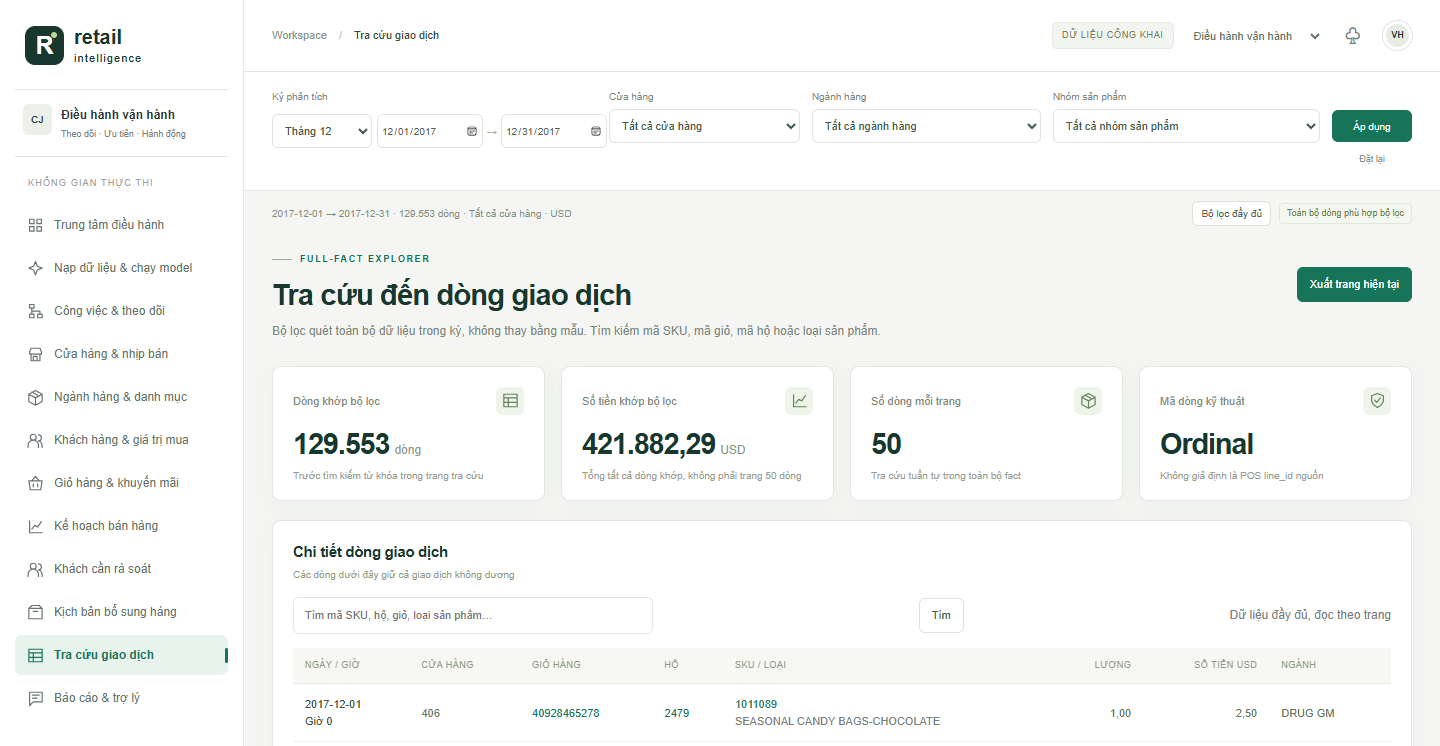 R
retail
intelligence
CJ
Điều hành vận hành
Theo dõi · Ưu tiên · Hành động
KHÔNG GIAN THỰC THI
Trung tâm điều hành
Nạp dữ liệu & chạy model
Công việc & theo dõi
Cửa hàng & nhịp bán
Ngành hàng & danh mục
Khách hàng & giá trị mua
Giỏ hàng & khuyến mãi
Kế hoạch bán hàng
Khách cần rà soát
Kịch bản bổ sung hàng
Tra cứu giao dịch
Báo cáo & trợ lý
Workspace / Tra cứu giao dịch
DỮ LIỆU CÔNG KHAI
Điều hành vận hành
VH
Kỳ phân tích
Tháng 12
12/01/2017 → 12/31/2017
Cửa hàng
Tất cả cửa hàng
Ngành hàng
Tất cả ngành hàng
Nhóm sản phẩm
Tất cả nhóm sản phẩm
Áp dụng
Đặt lại
2017-12-01 → 2017-12-31 · 129.553 dòng · Tất cả cửa hàng · USD
Bộ lọc đầy đủ
Toàn bộ dòng phù hợp bộ lọc
FULL-FACT EXPLORER
Tra cứu đến dòng giao dịch
Bộ lọc quét toàn bộ dữ liệu trong kỳ, không thay bằng mẫu. Tìm kiếm mã SKU, mã giỏ, mã hộ hoặc loại sản phẩm.
Xuất trang hiện tại
Dòng khớp bộ lọc
129.553 dòng
Trước tìm kiếm từ khóa trong trang tra cứu
Số tiền khớp bộ lọc
421.882,29 USD
Tổng tất cả dòng khớp, không phải trang 50 dòng
Số dòng mỗi trang
50
Tra cứu tuần tự trong toàn bộ fact
Mã dòng kỹ thuật
Ordinal
Không giả định là POS line_id nguồn
Chi tiết dòng giao dịch
Các dòng dưới đây giữ cả giao dịch không dương
Tìm mã SKU, hộ, giỏ, loại sản phẩm...
Tìm
Dữ liệu đầy đủ, đọc theo trang
NGÀY / GIỜ CỬA HÀNG GIỎ HÀNG HỘ SKU / LOẠI LƯỢNG SỐ TIỀN USD NGÀNH
2017-12-01 406 40928465278 2479 1011089 1,00 2,50 DRUG GM
Giờ 0 SEASONAL CANDY BAGS-CHOCOLATE